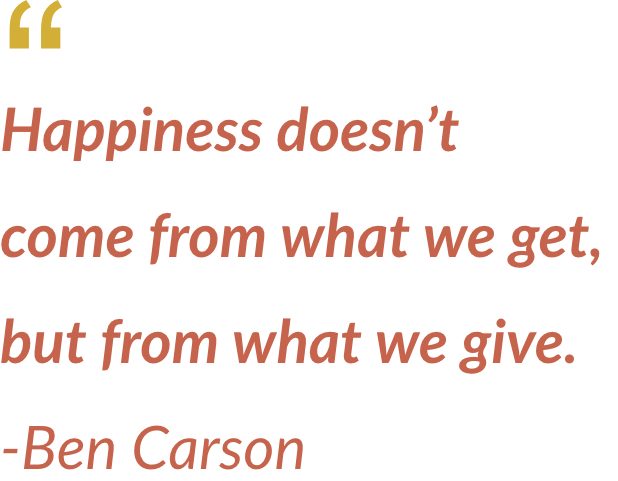 “
Happiness doesn’t
come from what we get,
but from what we give.
-Ben Carson